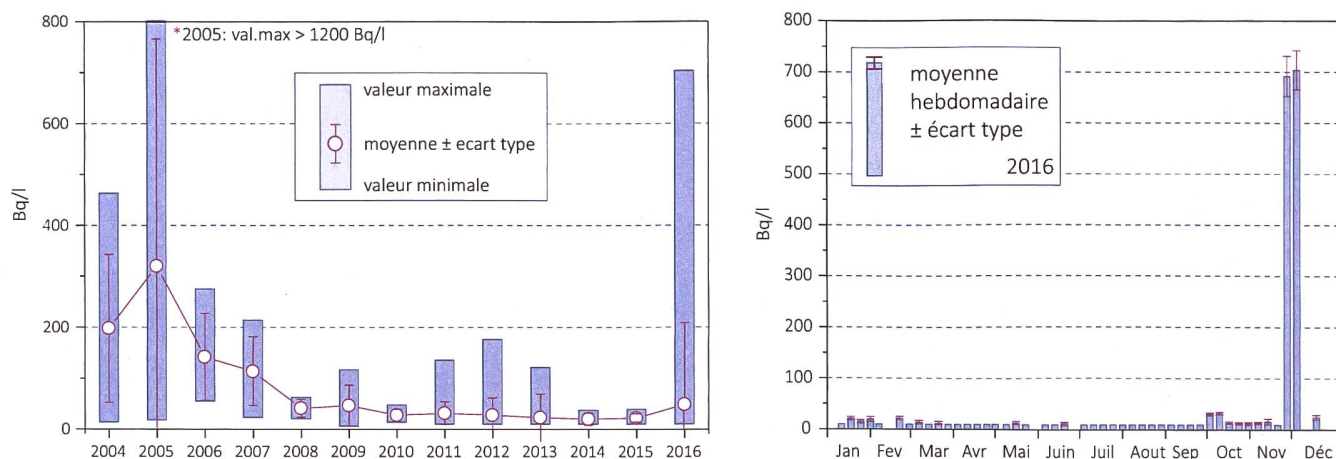 800
600
400
200
0
Bq/l
*2005: val.max > 1200 Bq/l
valeur maximale
moyenne ± ecart type
valeur minimale
2004 2005 2006 2007 2008 2009 2010 2011 2012 2013 2014 2015 2016
800
700
600
500
400
300
200
100
0
Bq/l
moyenne
hebdomadaire
± écart type
2016
Jan Fev Mar Avr Mai Juin Juil Aout Sep Oct Nov Déc